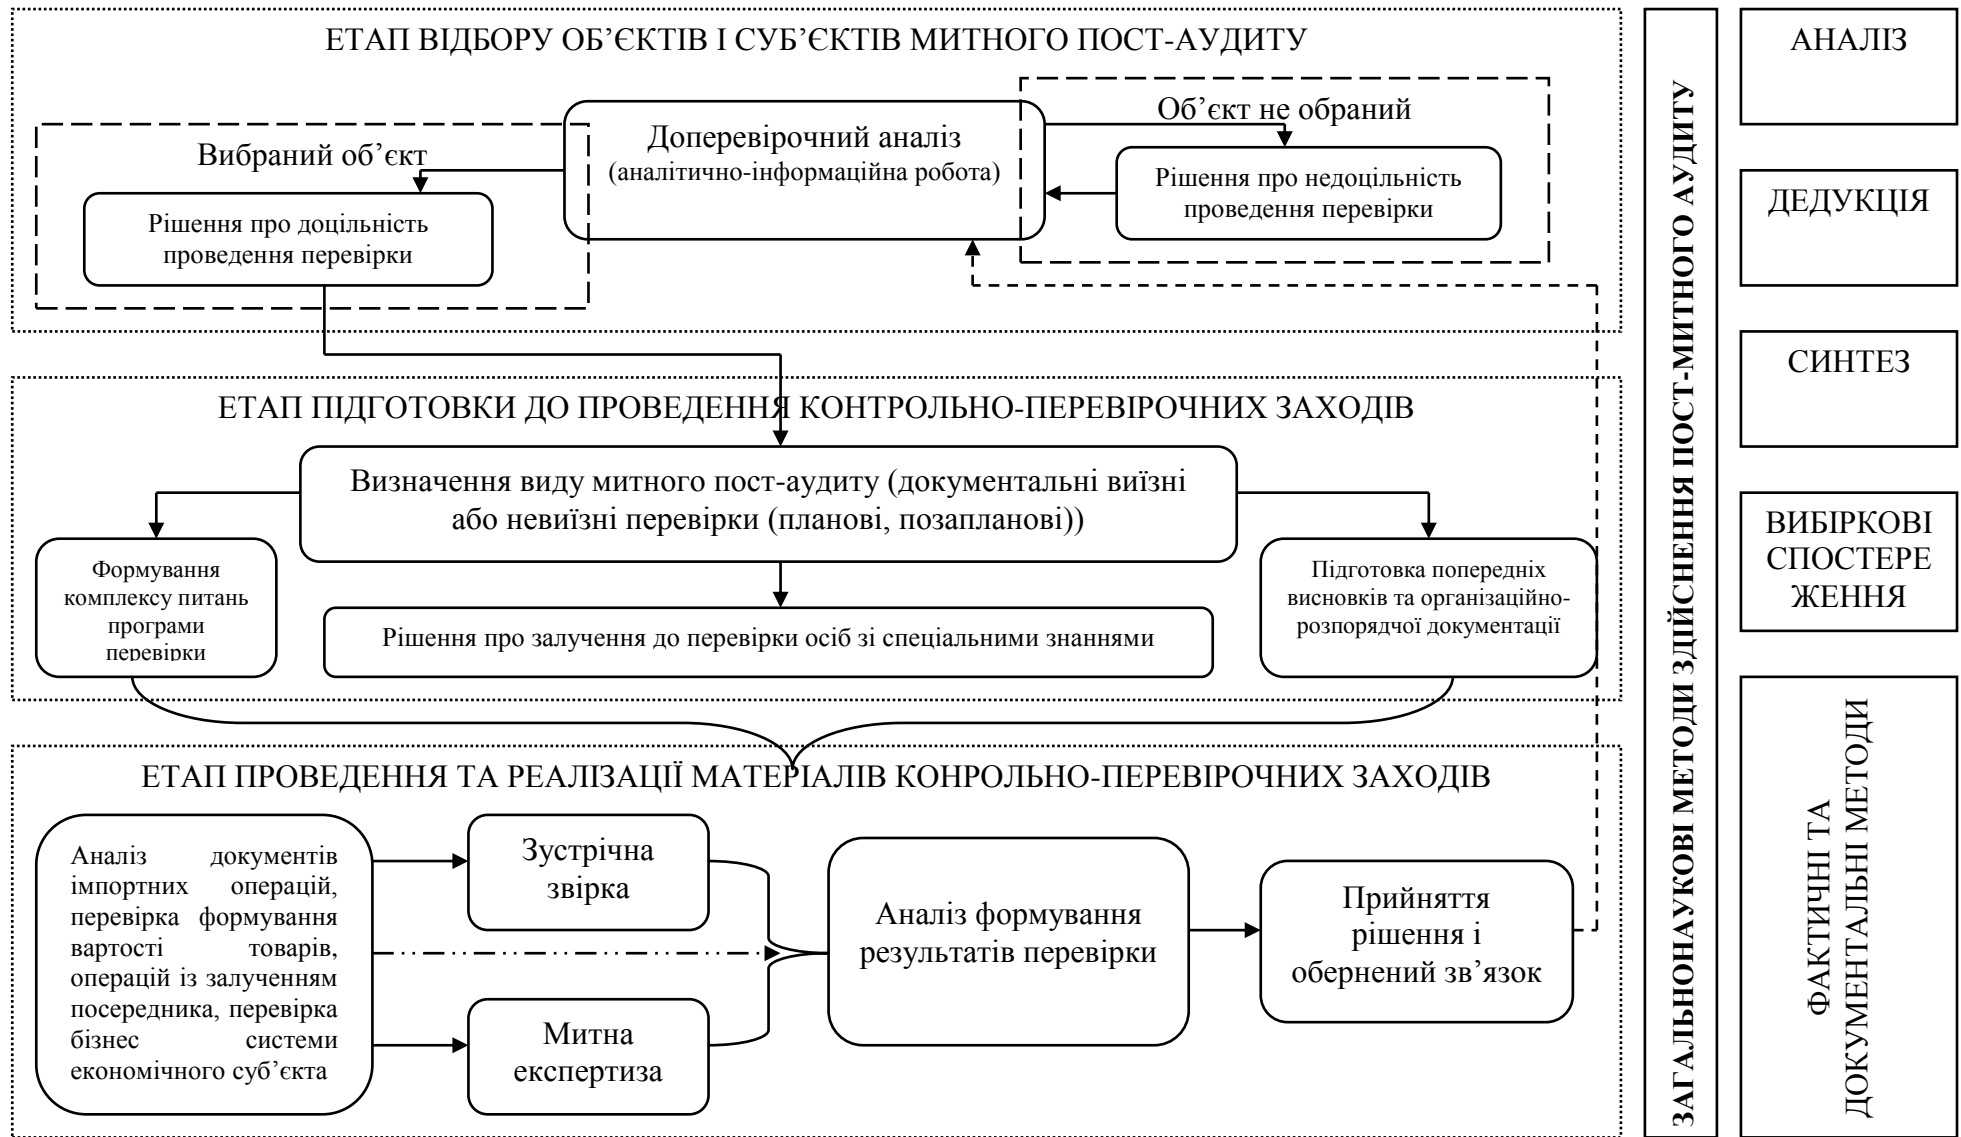 ЕТАП ВІДБОРУ ОБ’ЄКТІВ І СУБ’ЄКТІВ МИТНОГО ПОСТ-АУДИТУ
Вибраний об’єкт
Рішення про доцільність
проведення перевірки
Доперевірочний аналіз
(аналітично-інформаційна робота)
Об’єкт не обраний
Рішення про недоцільність
проведення перевірки
ЕТАП ПІДГОТОВКИ ДО ПРОВЕДЕННЯ КОНТРОЛЬНО-ПЕРЕВІРОЧНИХ ЗАХОДІВ
Визначення виду митного пост-аудиту (документальні виїзні
або невиїзні перевірки (планові, позапланові))
Формування
комплексу питань
програми
перевірки
Рішення про залучення до перевірки осіб зі спеціальними знаннями
Підготовка попередніх
висновків та організаційно-
розпорядчої документації
ЕТАП ПРОВЕДЕННЯ ТА РЕАЛІЗАЦІЇ МАТЕРІАЛІВ КОНРОЛЬНО-ПЕРЕВІРОЧНИХ ЗАХОДІВ
Аналіз документів
імпортних операцій,
перевірка формування
вартості товарів,
операцій із залученням
посередника, перевірка
бізнес системи
економічного суб’єкта
Зустрічна
звірка
Митна
експертиза
Аналіз формування
результатів перевірки
Прийняття
рішення і
обернений зв’язок
ЗАГАЛЬНОНАУКОВІ МЕТОДИ ЗДІЙСНЕННЯ ПОСТ-МИТНОГО АУДИТУ
АНАЛІЗ
ДЕДУКЦІЯ
СИНТЕЗ
ВИБІРКОВІ
СПОСТЕРЕ
ЖЕННЯ
ФАКТИЧНІ ТА
ДОКУМЕНТАЛЬНІ МЕТОДИ